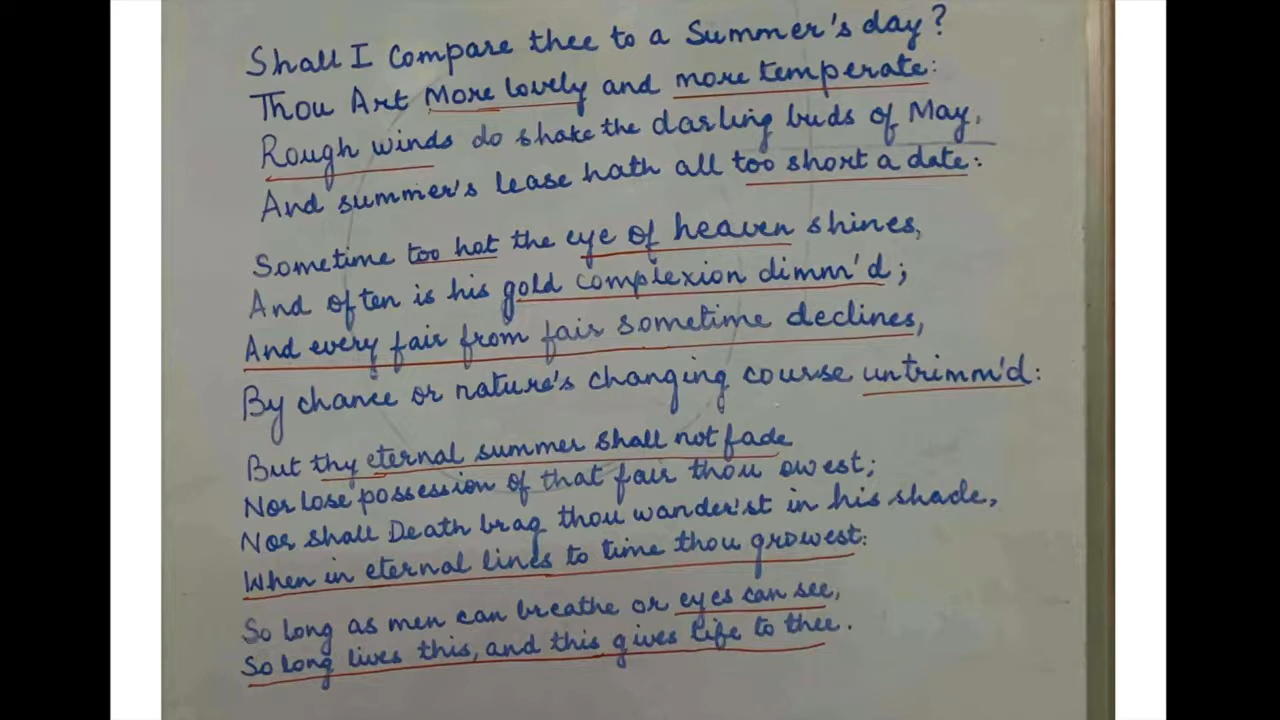 Shall I Compare thee to a Summer's day?
Thou Art More lovely and more temperate:
Rough winds do shake the darling buds of May,
And summer's lease hath all too short a date:
Sometime too hot the eye of heaven shines,
And often is his gold complexion dimm'd;
And every fair from fair sometime declines,
By chance or nature's changing course untrimm'd:
But thy eternal summer shall not fade
Nor lose possession of that fair thou owest;
Nor shall Death brag thou wander'st in his shade,
When in eternal lines to time thou growest:
So long as men can breathe or eyes can see,
So long lives this, and this gives life to thee.